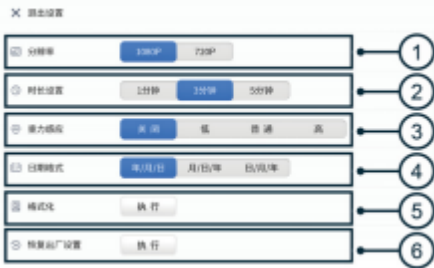 退出设置
分辨率 1080P 720P ①
时长设置 1分钟 3分钟 5分钟 ②
重力感应 关闭 低 普通 高 ③
日期格式 年/月/日 月/日/年 日/月/年 ④
格式化 执行 ⑤
恢复出厂设置 执行 ⑥